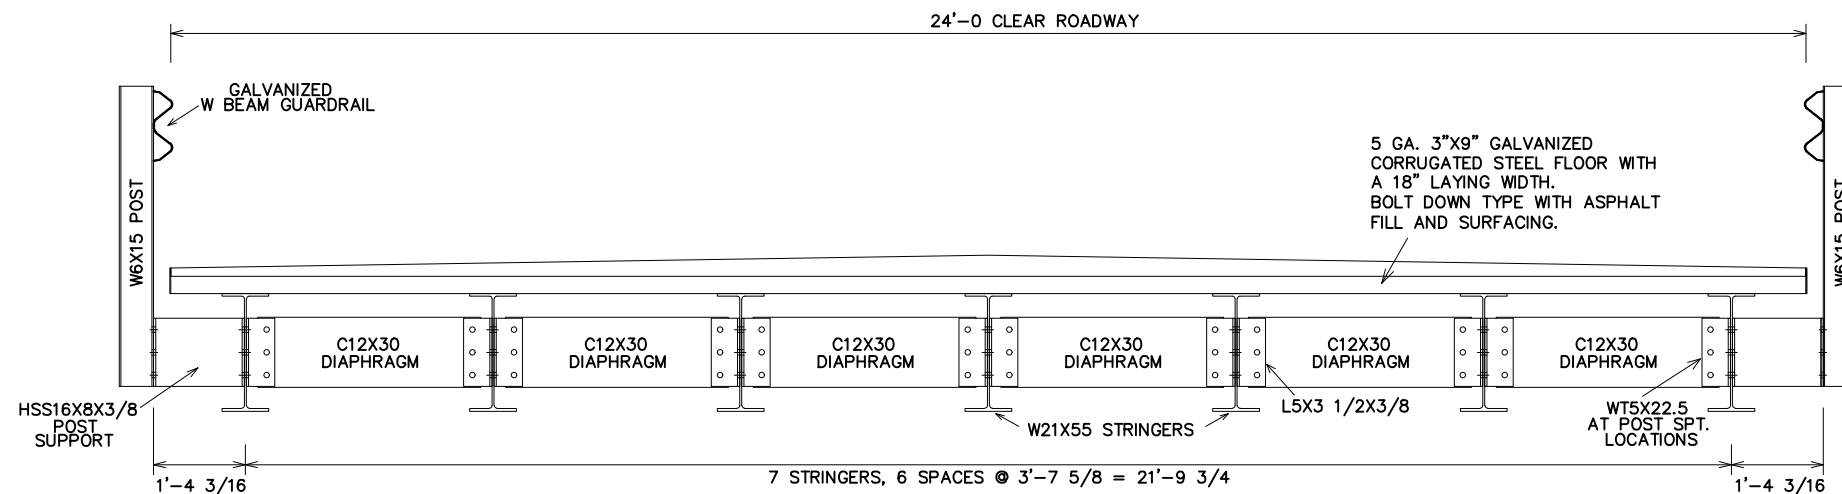 24'-0 CLEAR ROADWAY
GALVANIZED
W BEAM GUARDRAIL
5 GA. 3"X9" GALVANIZED
CORRUGATED STEEL FLOOR WITH
A 18" LAYING WIDTH.
BOLT DOWN TYPE WITH ASPHALT
FILL AND SURFACING.
W6X15 POST
W6X15 POST
C12X30
DIAPHRAGM
C12X30
DIAPHRAGM
C12X30
DIAPHRAGM
C12X30
DIAPHRAGM
C12X30
DIAPHRAGM
C12X30
DIAPHRAGM
HSS16X8X3/8
POST
SUPPORT
W21X55 STRINGERS
L5X3 1/2X3/8
WT5X22.5
AT POST SPT.
LOCATIONS
1'-4 3/16
7 STRINGERS, 6 SPACES @ 3'-7 5/8 = 21'-9 3/4
1'-4 3/16